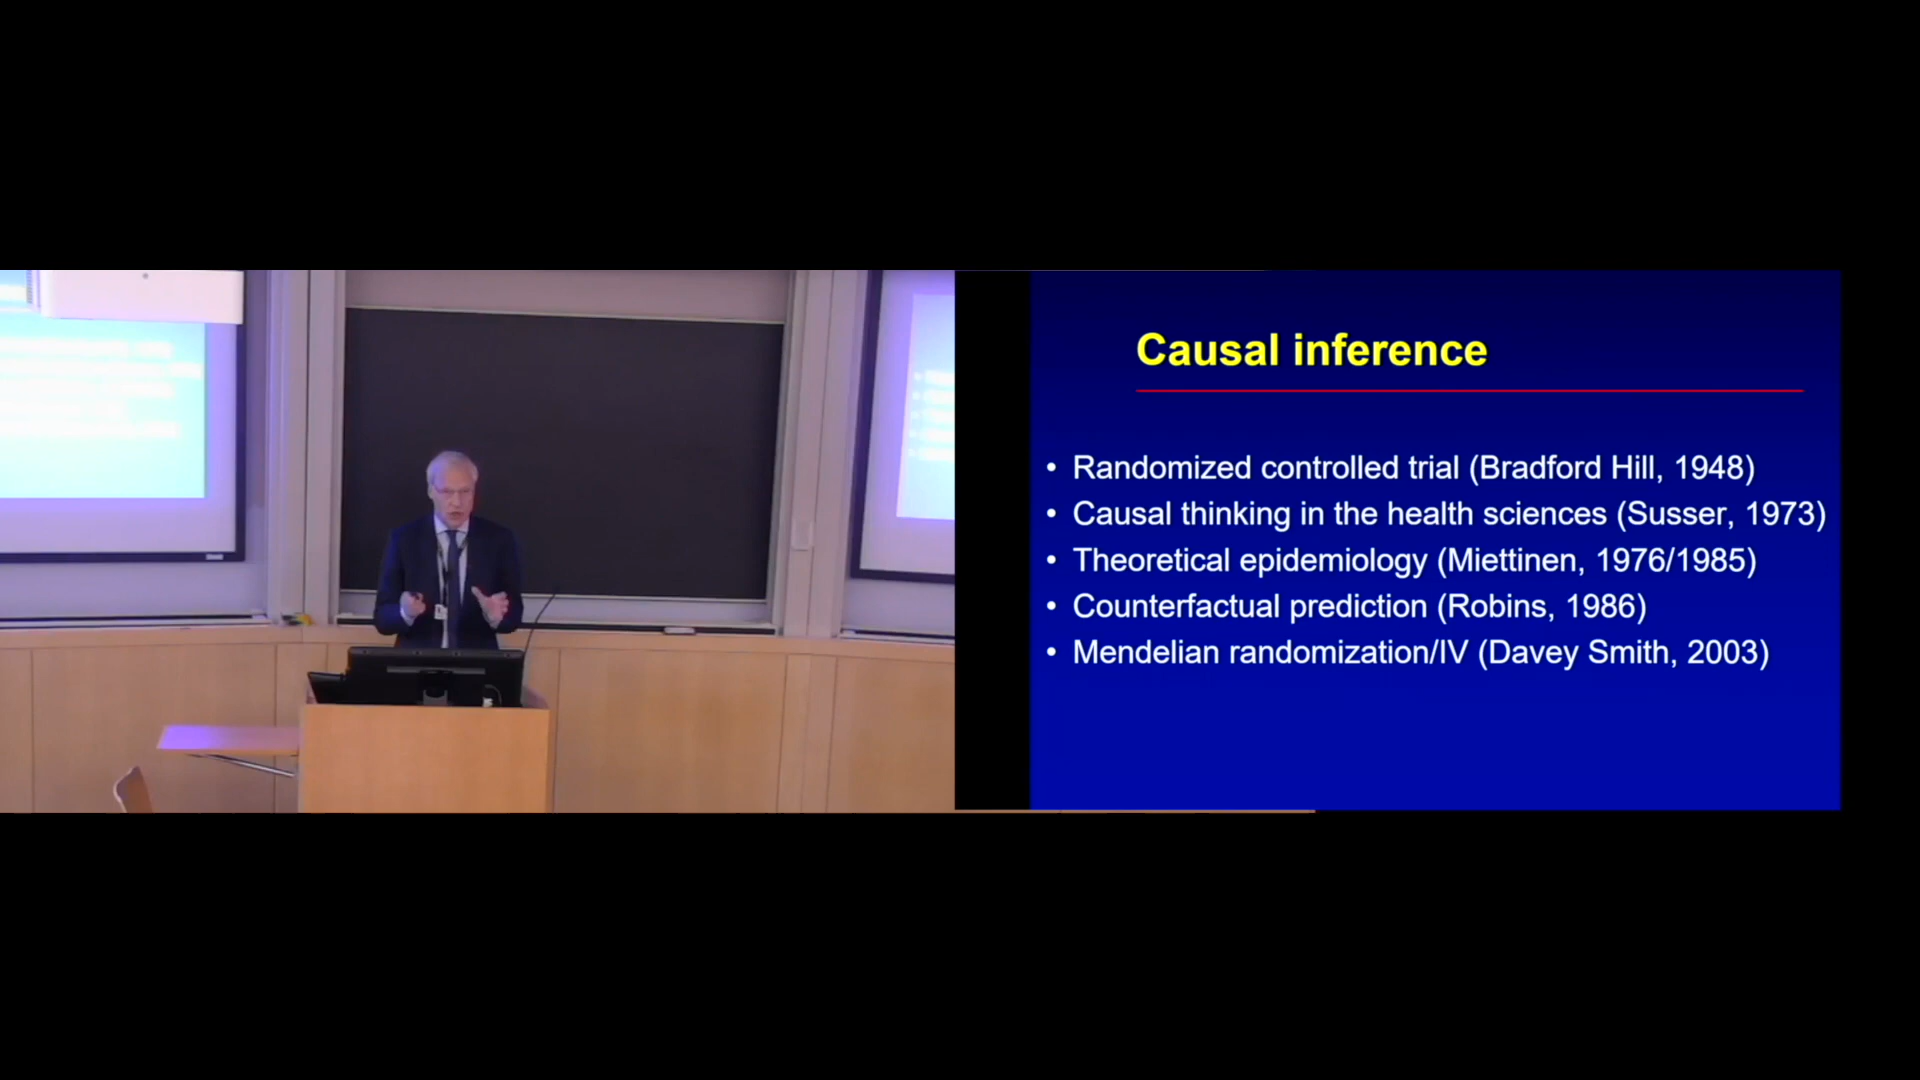 Causal inference
• Randomized controlled trial (Bradford Hill, 1948)
• Causal thinking in the health sciences (Susser, 1973)
• Theoretical epidemiology (Miettinen, 1976/1985)
• Counterfactual prediction (Robins, 1986)
• Mendelian randomization/IV (Davey Smith, 2003)